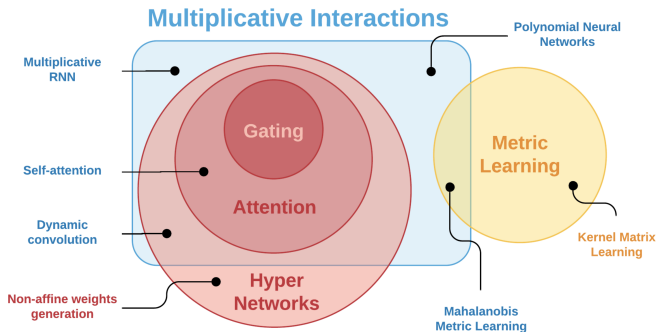 Multiplicative Interactions
Polynomial Neural
Networks
Multiplicative
RNN
Gating
Metric
Learning
Self-attention
Attention
Dynamic
convolution
Kernel Matrix
Learning
Hyper
Networks
Non-affine weights
generation
Mahalanobis
Metric Learning